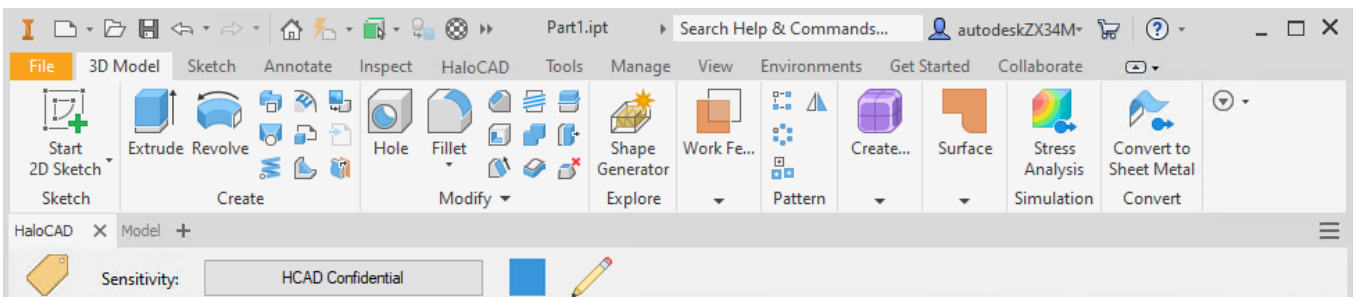 Part1.ipt Search Help & Commands... autodeskZX34M
File 3D Model Sketch Annotate Inspect HaloCAD Tools Manage View Environments Get Started Collaborate
Start
2D Sketch
Extrude Revolve
Hole Fillet
Shape
Generator
Work Fe...
Create...
Surface
Stress
Analysis
Convert to
Sheet Metal
Sketch Create Modify Explore Pattern Simulation Convert
HaloCAD Model
Sensitivity: HCAD Confidential